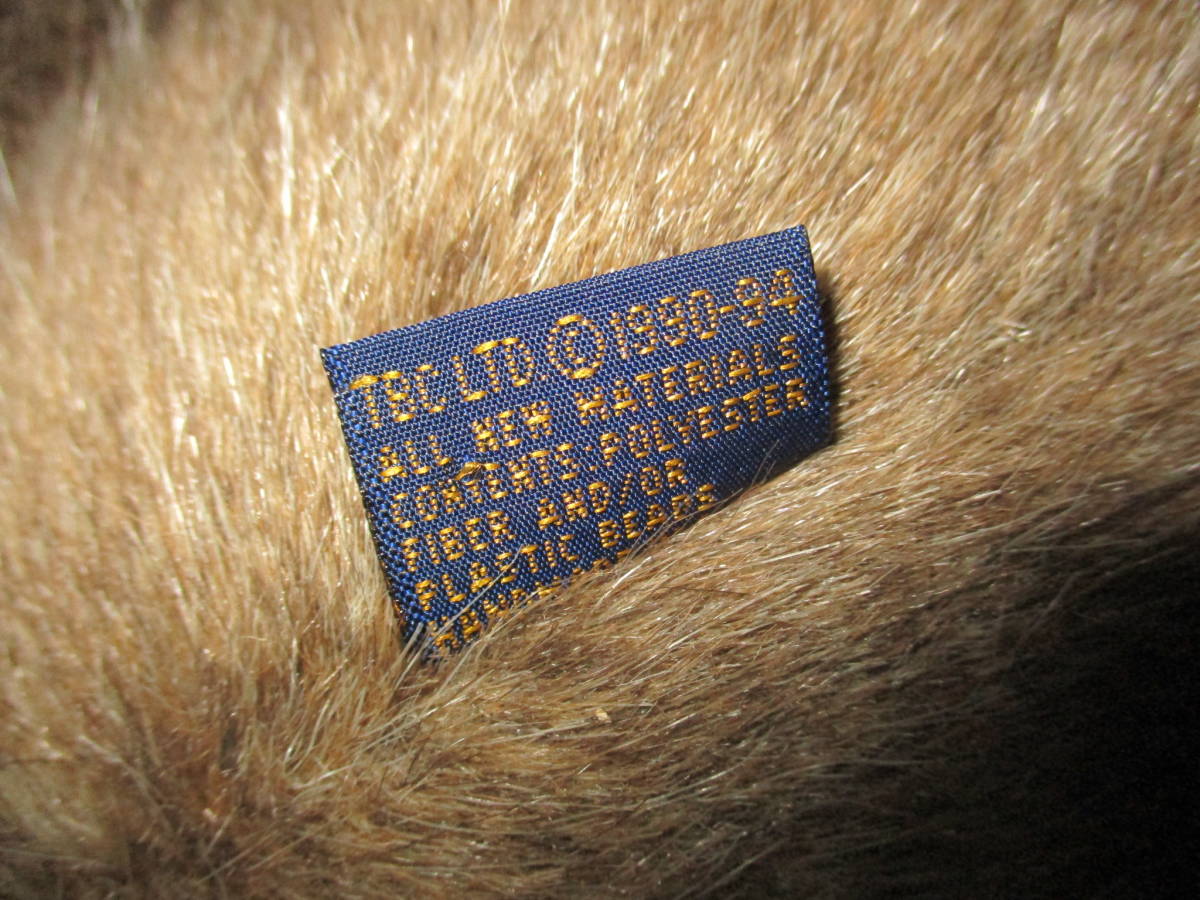 TBC LTD. © 1990-94
ALL NEW MATERIALS
CONTENTS.POLYESTER
FIBER AND/OR
PLASTIC BEADS